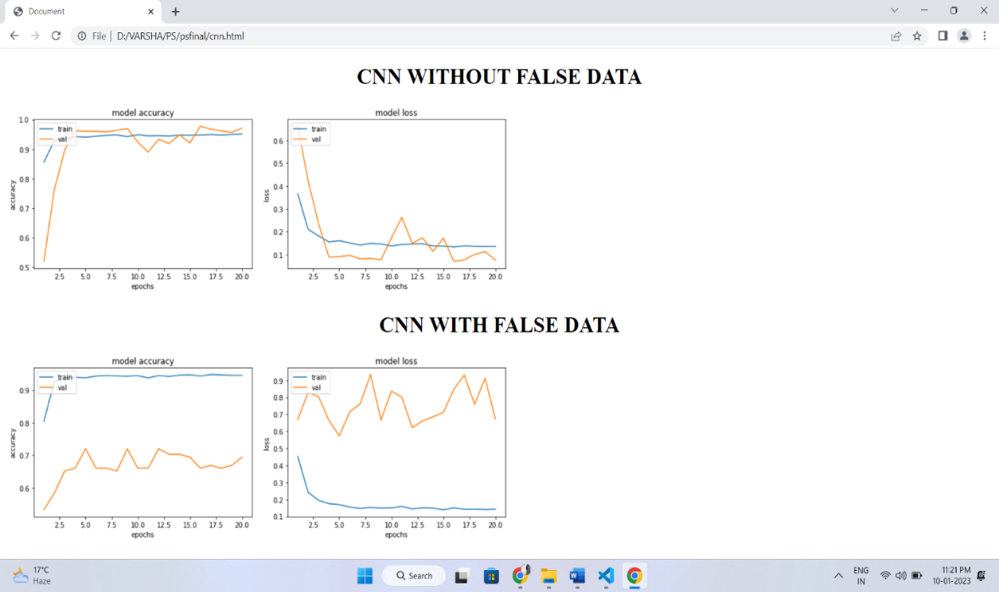 Document
File | D:/VARSHA/PS/psfinal/cnn.html
CNN WITHOUT FALSE DATA
model accuracy
train
val
1.0
0.9
0.8
0.7
0.6
0.5
accuracy
2.5 5.0 7.5 10.0 12.5 15.0 17.5 20.0
epochs
model loss
train
val
0.6
0.5
0.4
0.3
0.2
0.1
loss
2.5 5.0 7.5 10.0 12.5 15.0 17.5 20.0
epochs
CNN WITH FALSE DATA
model accuracy
train
val
0.9
0.8
0.7
0.6
accuracy
2.5 5.0 7.5 10.0 12.5 15.0 17.5 20.0
epochs
model loss
train
val
0.9
0.8
0.7
0.6
0.5
0.4
0.3
0.2
0.1
loss
2.5 5.0 7.5 10.0 12.5 15.0 17.5 20.0
epochs
17°C
Haze
Search
ENG
IN
11:21 PM
10-01-2023